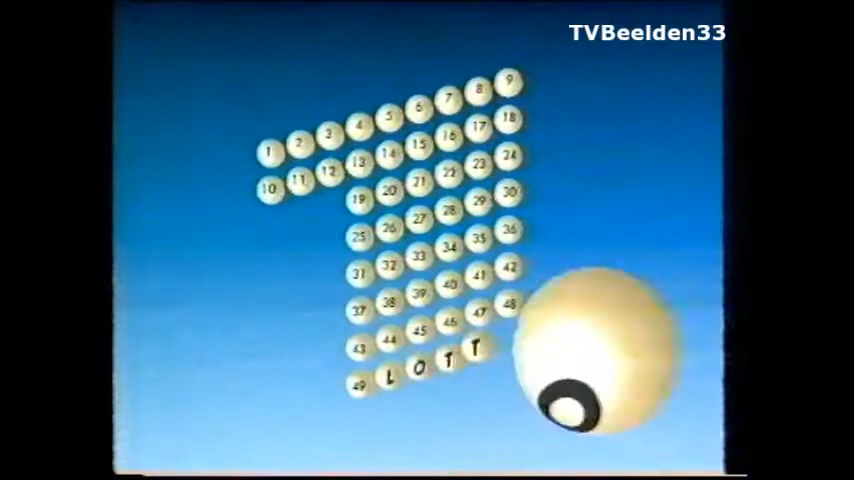 TVBeelden33
1 2 3 4 5 6 7 8 9
10 11 12 13 14 15 16 17 18
19 20 21 22 23 24
25 26 27 28 29 30
31 32 33 34 35 36
37 38 39 40 41 42
43 44 45 46 47 48
49 L O T T O